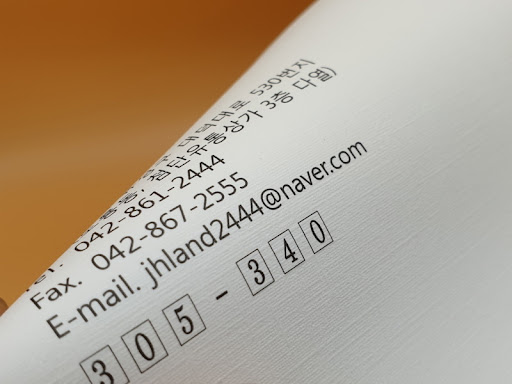 대덕대로 530번지
첨단유통상가 3층 다열)
Tel. 042-861-2444
Fax. 042-867-2555
E-mail. jhland2444@naver.com
305-340